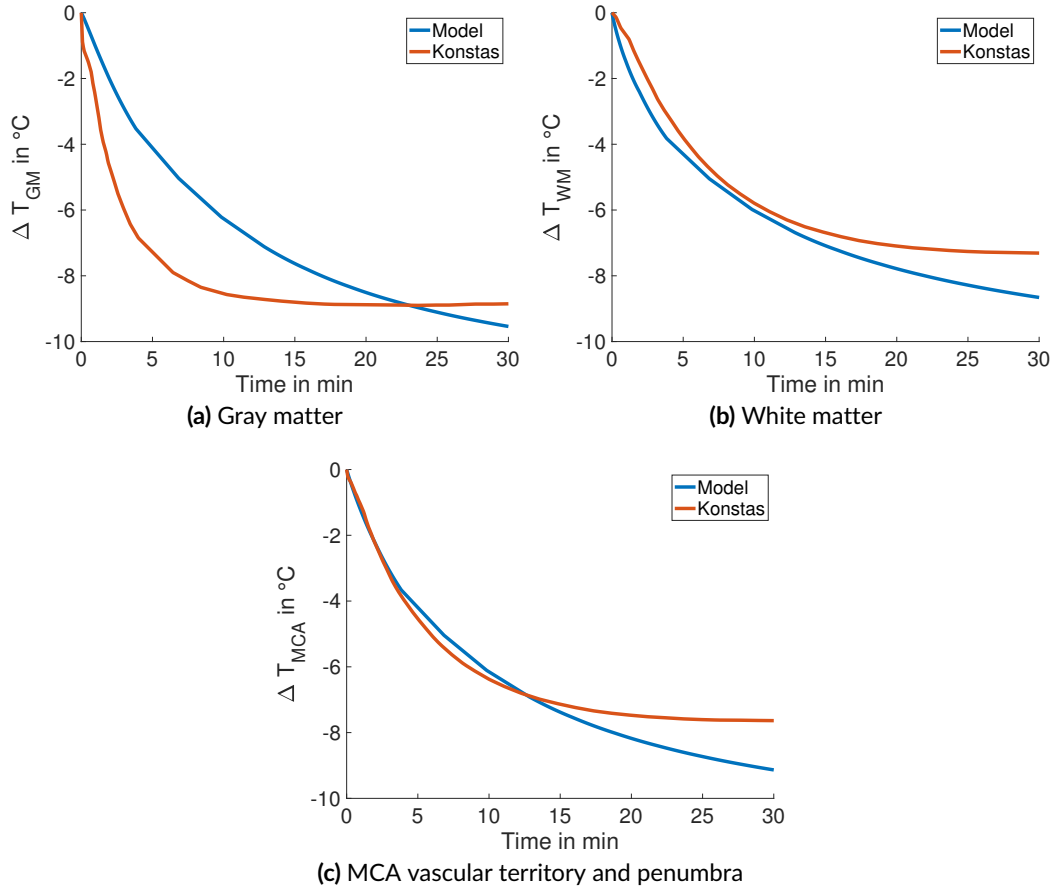 0
-2
-4
-6
-8
-10
Δ T_GM in °C
Model
Konstas
0 5 10 15 20 25 30
Time in min
(a) Gray matter
0
-2
-4
-6
-8
-10
Δ T_WM in °C
Model
Konstas
0 5 10 15 20 25 30
Time in min
(b) White matter
0
-2
-4
-6
-8
-10
Δ T_MCA in °C
Model
Konstas
0 5 10 15 20 25 30
Time in min
(c) MCA vascular territory and penumbra